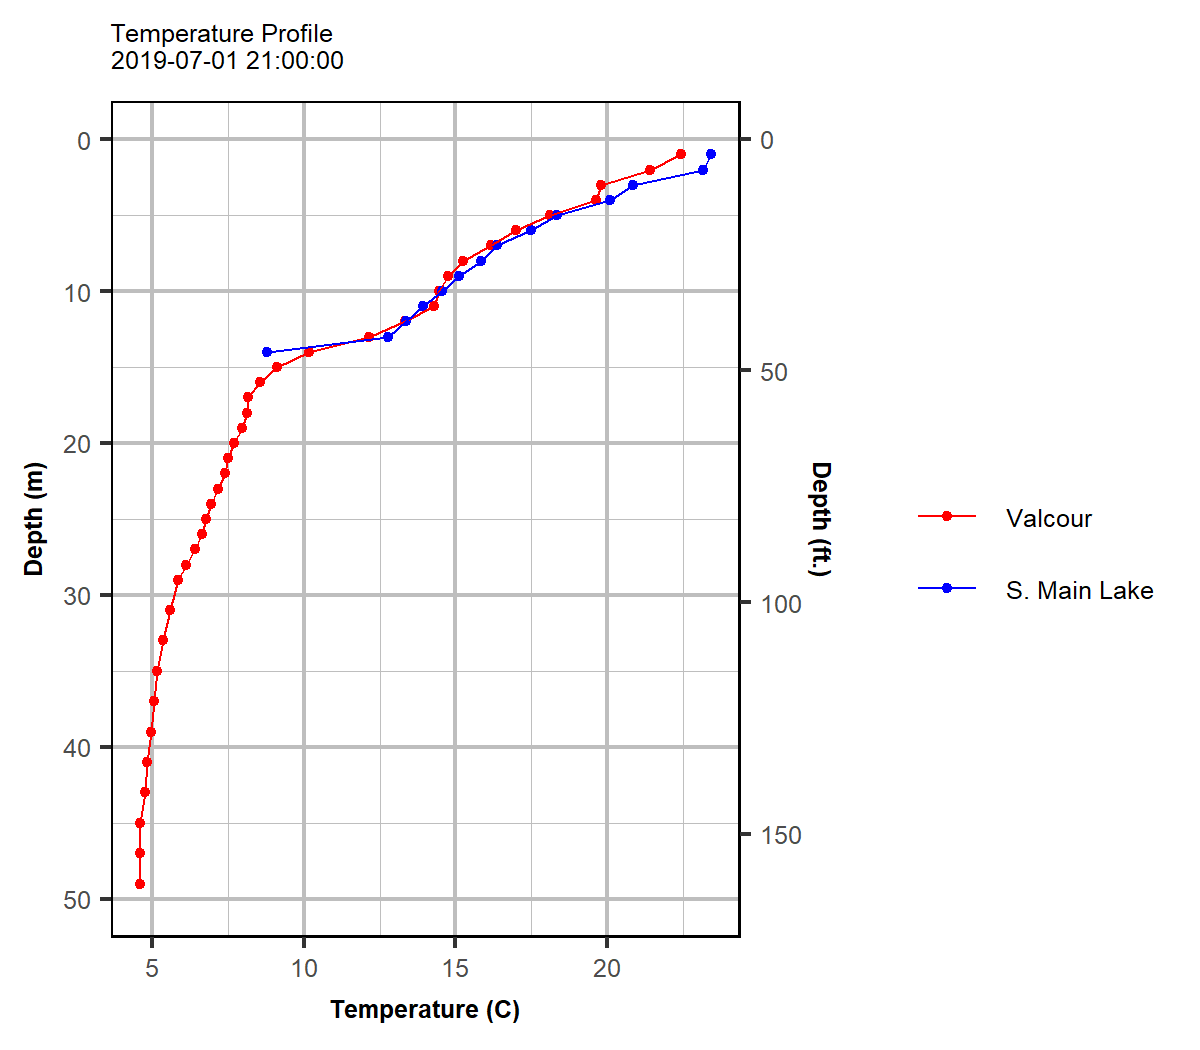 Temperature Profile
2019-07-01 21:00:00
0
10
20
30
40
50
Depth (m)
0
50
100
150
Depth (ft.)
5 10 15 20
Temperature (C)
Valcour
S. Main Lake